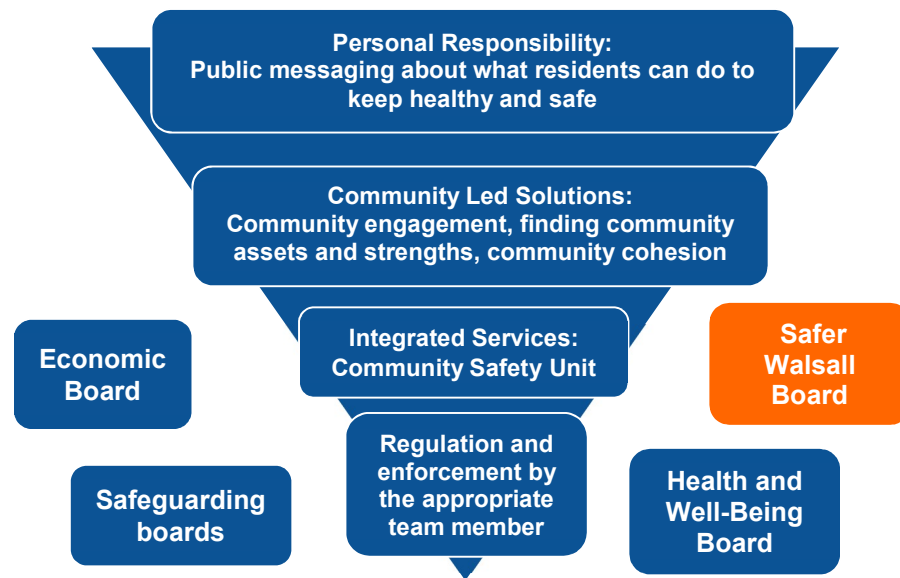 Personal Responsibility:
Public messaging about what residents can do to
keep healthy and safe
Community Led Solutions:
Community engagement, finding community
assets and strengths, community cohesion
Integrated Services:
Community Safety Unit
Economic
Board
Safer
Walsall
Board
Regulation and
enforcement by
the appropriate
team member
Safeguarding
boards
Health and
Well-Being
Board